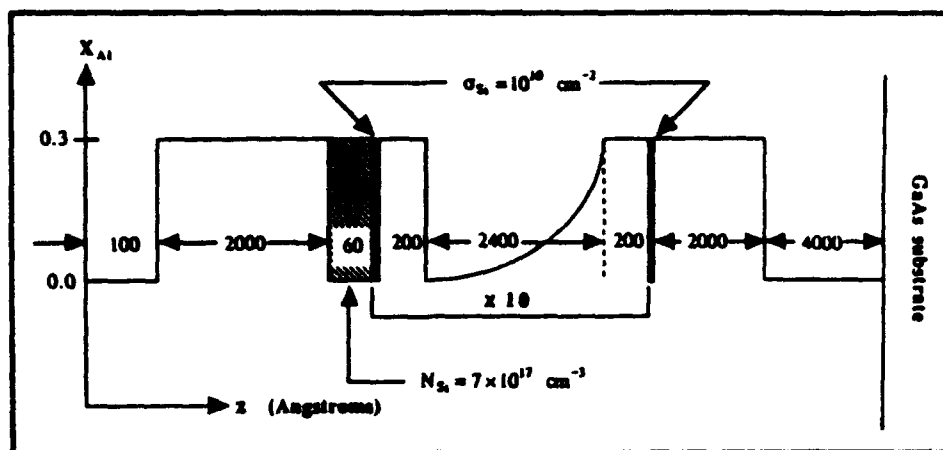 X_Al
σ_Si = 10^10 cm^-2
0.3
100
2000
60
200
2400
200
2000
4000
0.0
x 10
N_Si = 7 × 10^17 cm^-3
z (Angstroms)
GaAs substrate